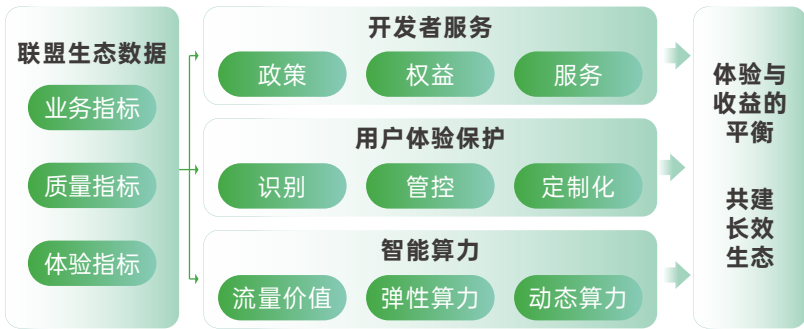 联盟生态数据
业务指标
质量指标
体验指标
开发者服务
政策
权益
服务
用户体验保护
识别
管控
定制化
智能算力
流量价值
弹性算力
动态算力
体验与
收益的
平衡
共建
长效
生态